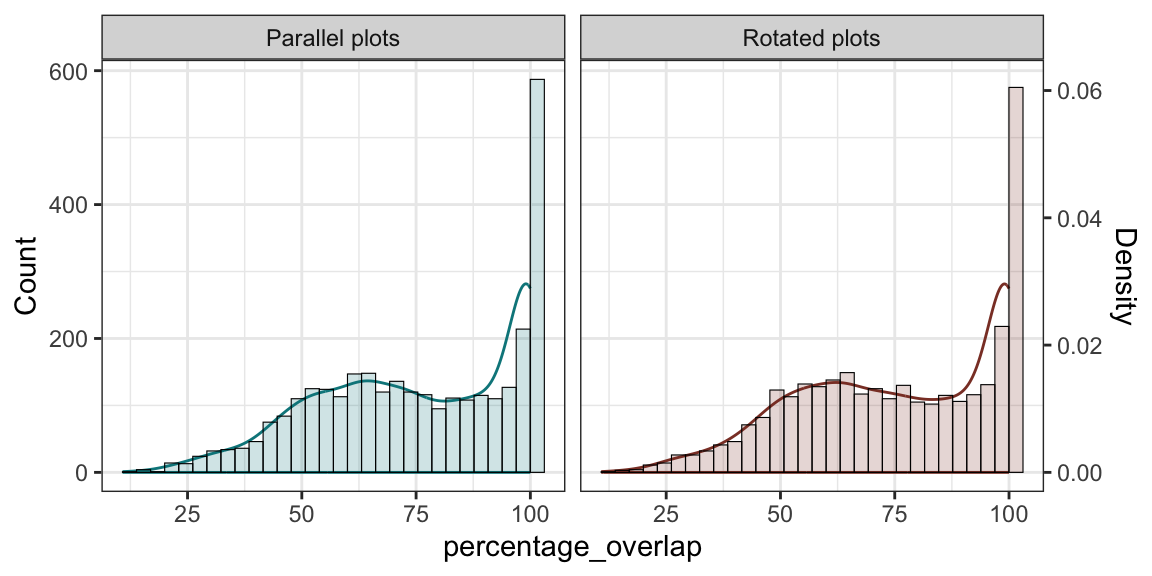 Parallel plots
Rotated plots
Count
600
400
200
0
0.06
0.04
0.02
0.00
Density
25 50 75 100
25 50 75 100
percentage_overlap